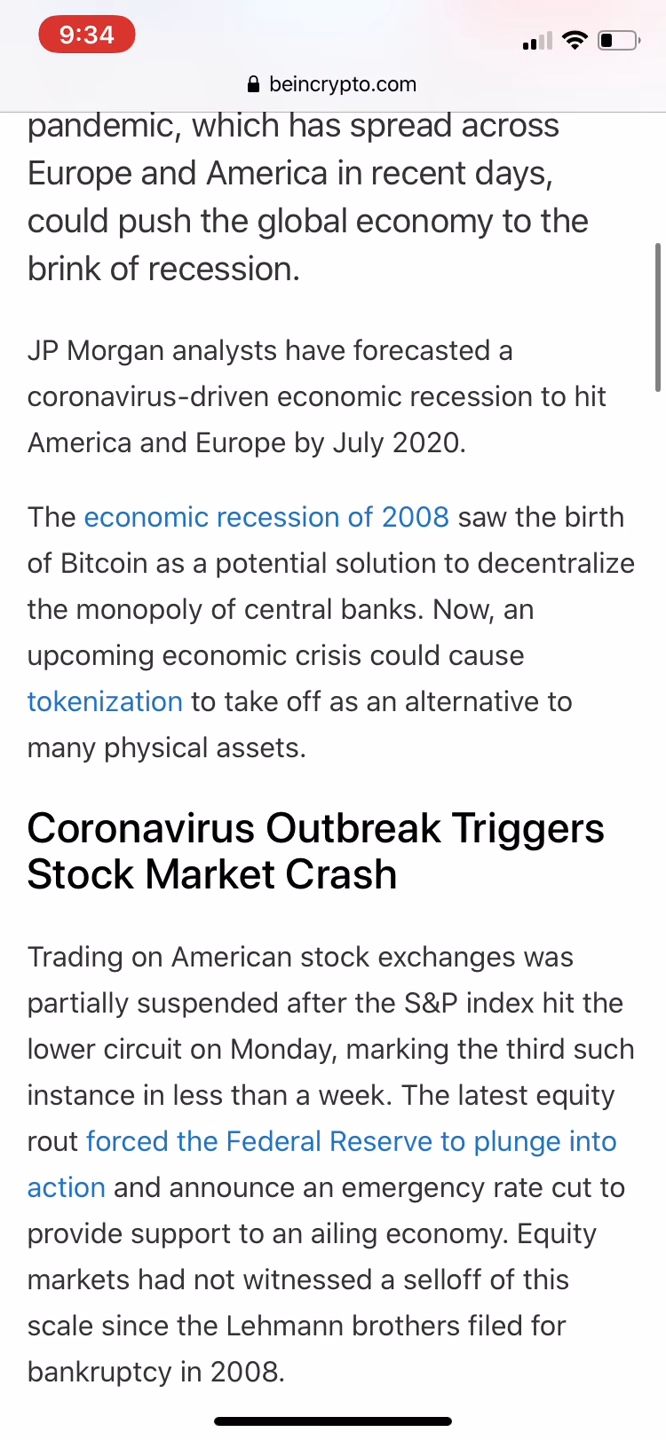 9:34
beincrypto.com
pandemic, which has spread across
Europe and America in recent days,
could push the global economy to the
brink of recession.
JP Morgan analysts have forecasted a
coronavirus-driven economic recession to hit
America and Europe by July 2020.
The economic recession of 2008 saw the birth
of Bitcoin as a potential solution to decentralize
the monopoly of central banks. Now, an
upcoming economic crisis could cause
tokenization to take off as an alternative to
many physical assets.
Coronavirus Outbreak Triggers
Stock Market Crash
Trading on American stock exchanges was
partially suspended after the S&P index hit the
lower circuit on Monday, marking the third such
instance in less than a week. The latest equity
rout forced the Federal Reserve to plunge into
action and announce an emergency rate cut to
provide support to an ailing economy. Equity
markets had not witnessed a selloff of this
scale since the Lehmann brothers filed for
bankruptcy in 2008.